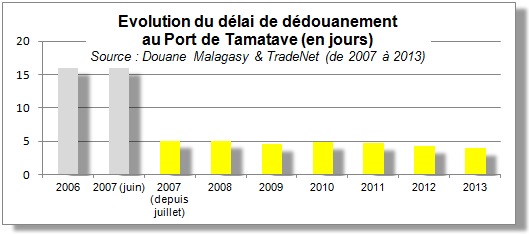 Evolution du délai de dédouanement
au Port de Tamatave (en jours)
Source : Douane Malagasy & TradeNet (de 2007 à 2013)
20
15
10
5
0
2006 2007 (juin) 2007 2008 2009 2010 2011 2012 2013
(depuis
juillet)